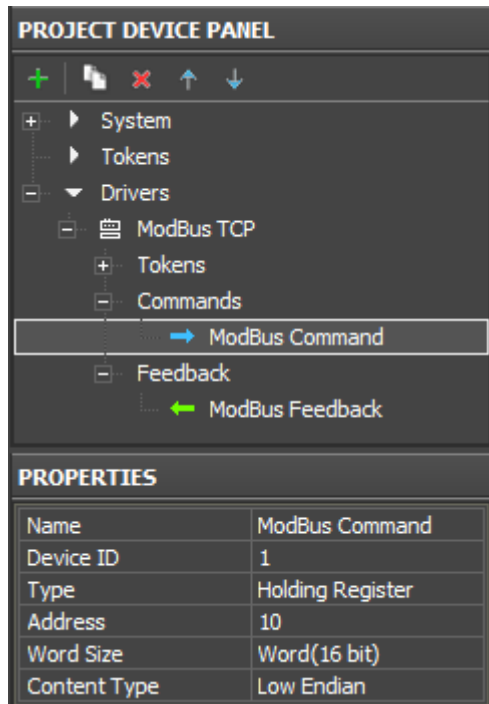 PROJECT DEVICE PANEL
System
Tokens
Drivers
ModBus TCP
Tokens
Commands
ModBus Command
Feedback
ModBus Feedback
PROPERTIES
Name ModBus Command
Device ID 1
Type Holding Register
Address 10
Word Size Word(16 bit)
Content Type Low Endian